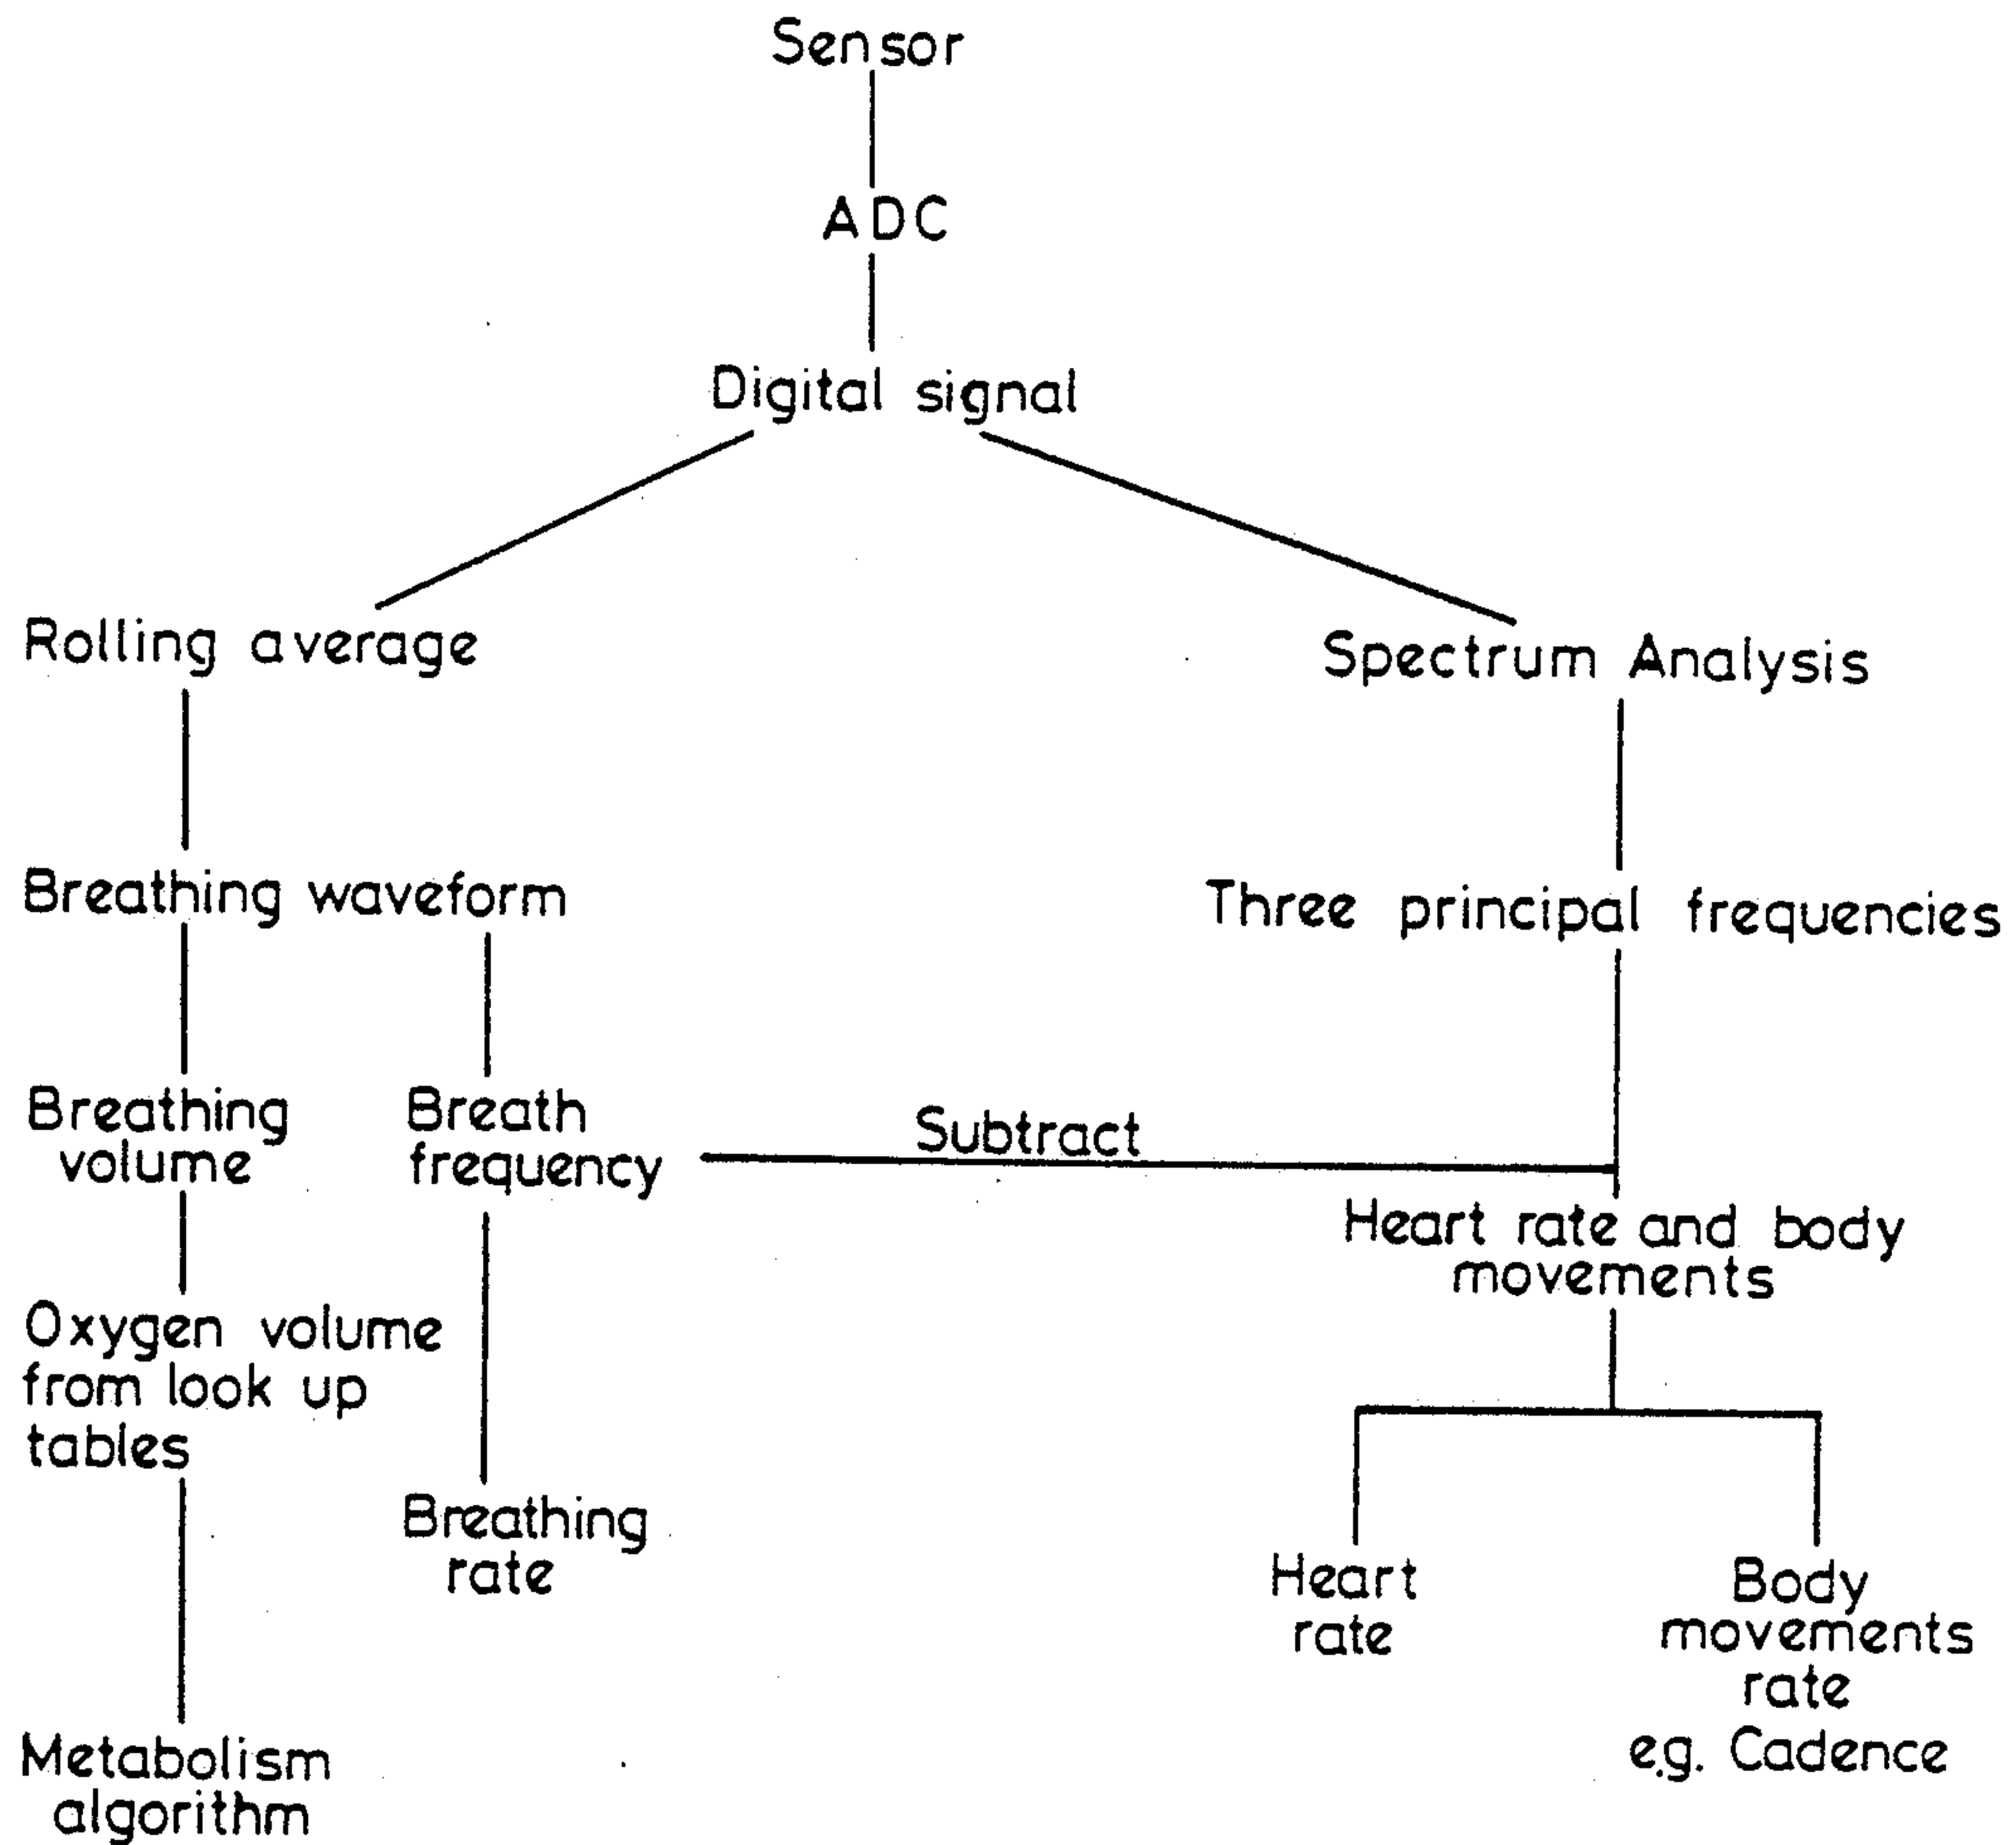 Sensor
ADC
Digital signal
Rolling average
Spectrum Analysis
Breathing waveform
Three principal frequencies
Breathing
volume
Breath
frequency
Subtract
Heart rate and body
movements
Oxygen volume
from look up
tables
Breathing
rate
Heart
rate
Body
movements
rate
e.g. Cadence
Metabolism
algorithm